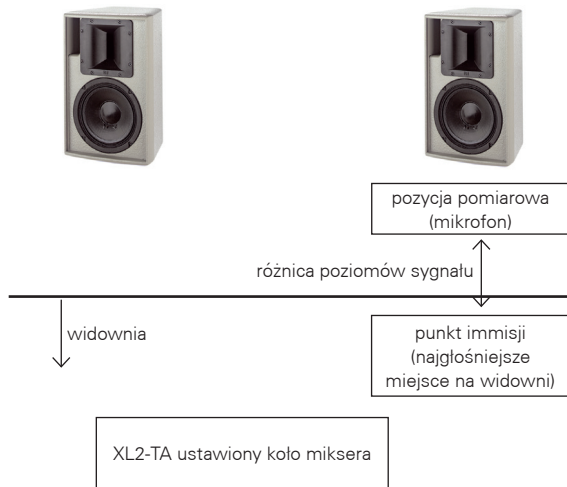 pozycja pomiarowa
(mikrofon)
różnica poziomów sygnału
widownia
punkt immisji
(najgłośniejsze
miejsce na widowni)
XL2-TA ustawiony koło miksera